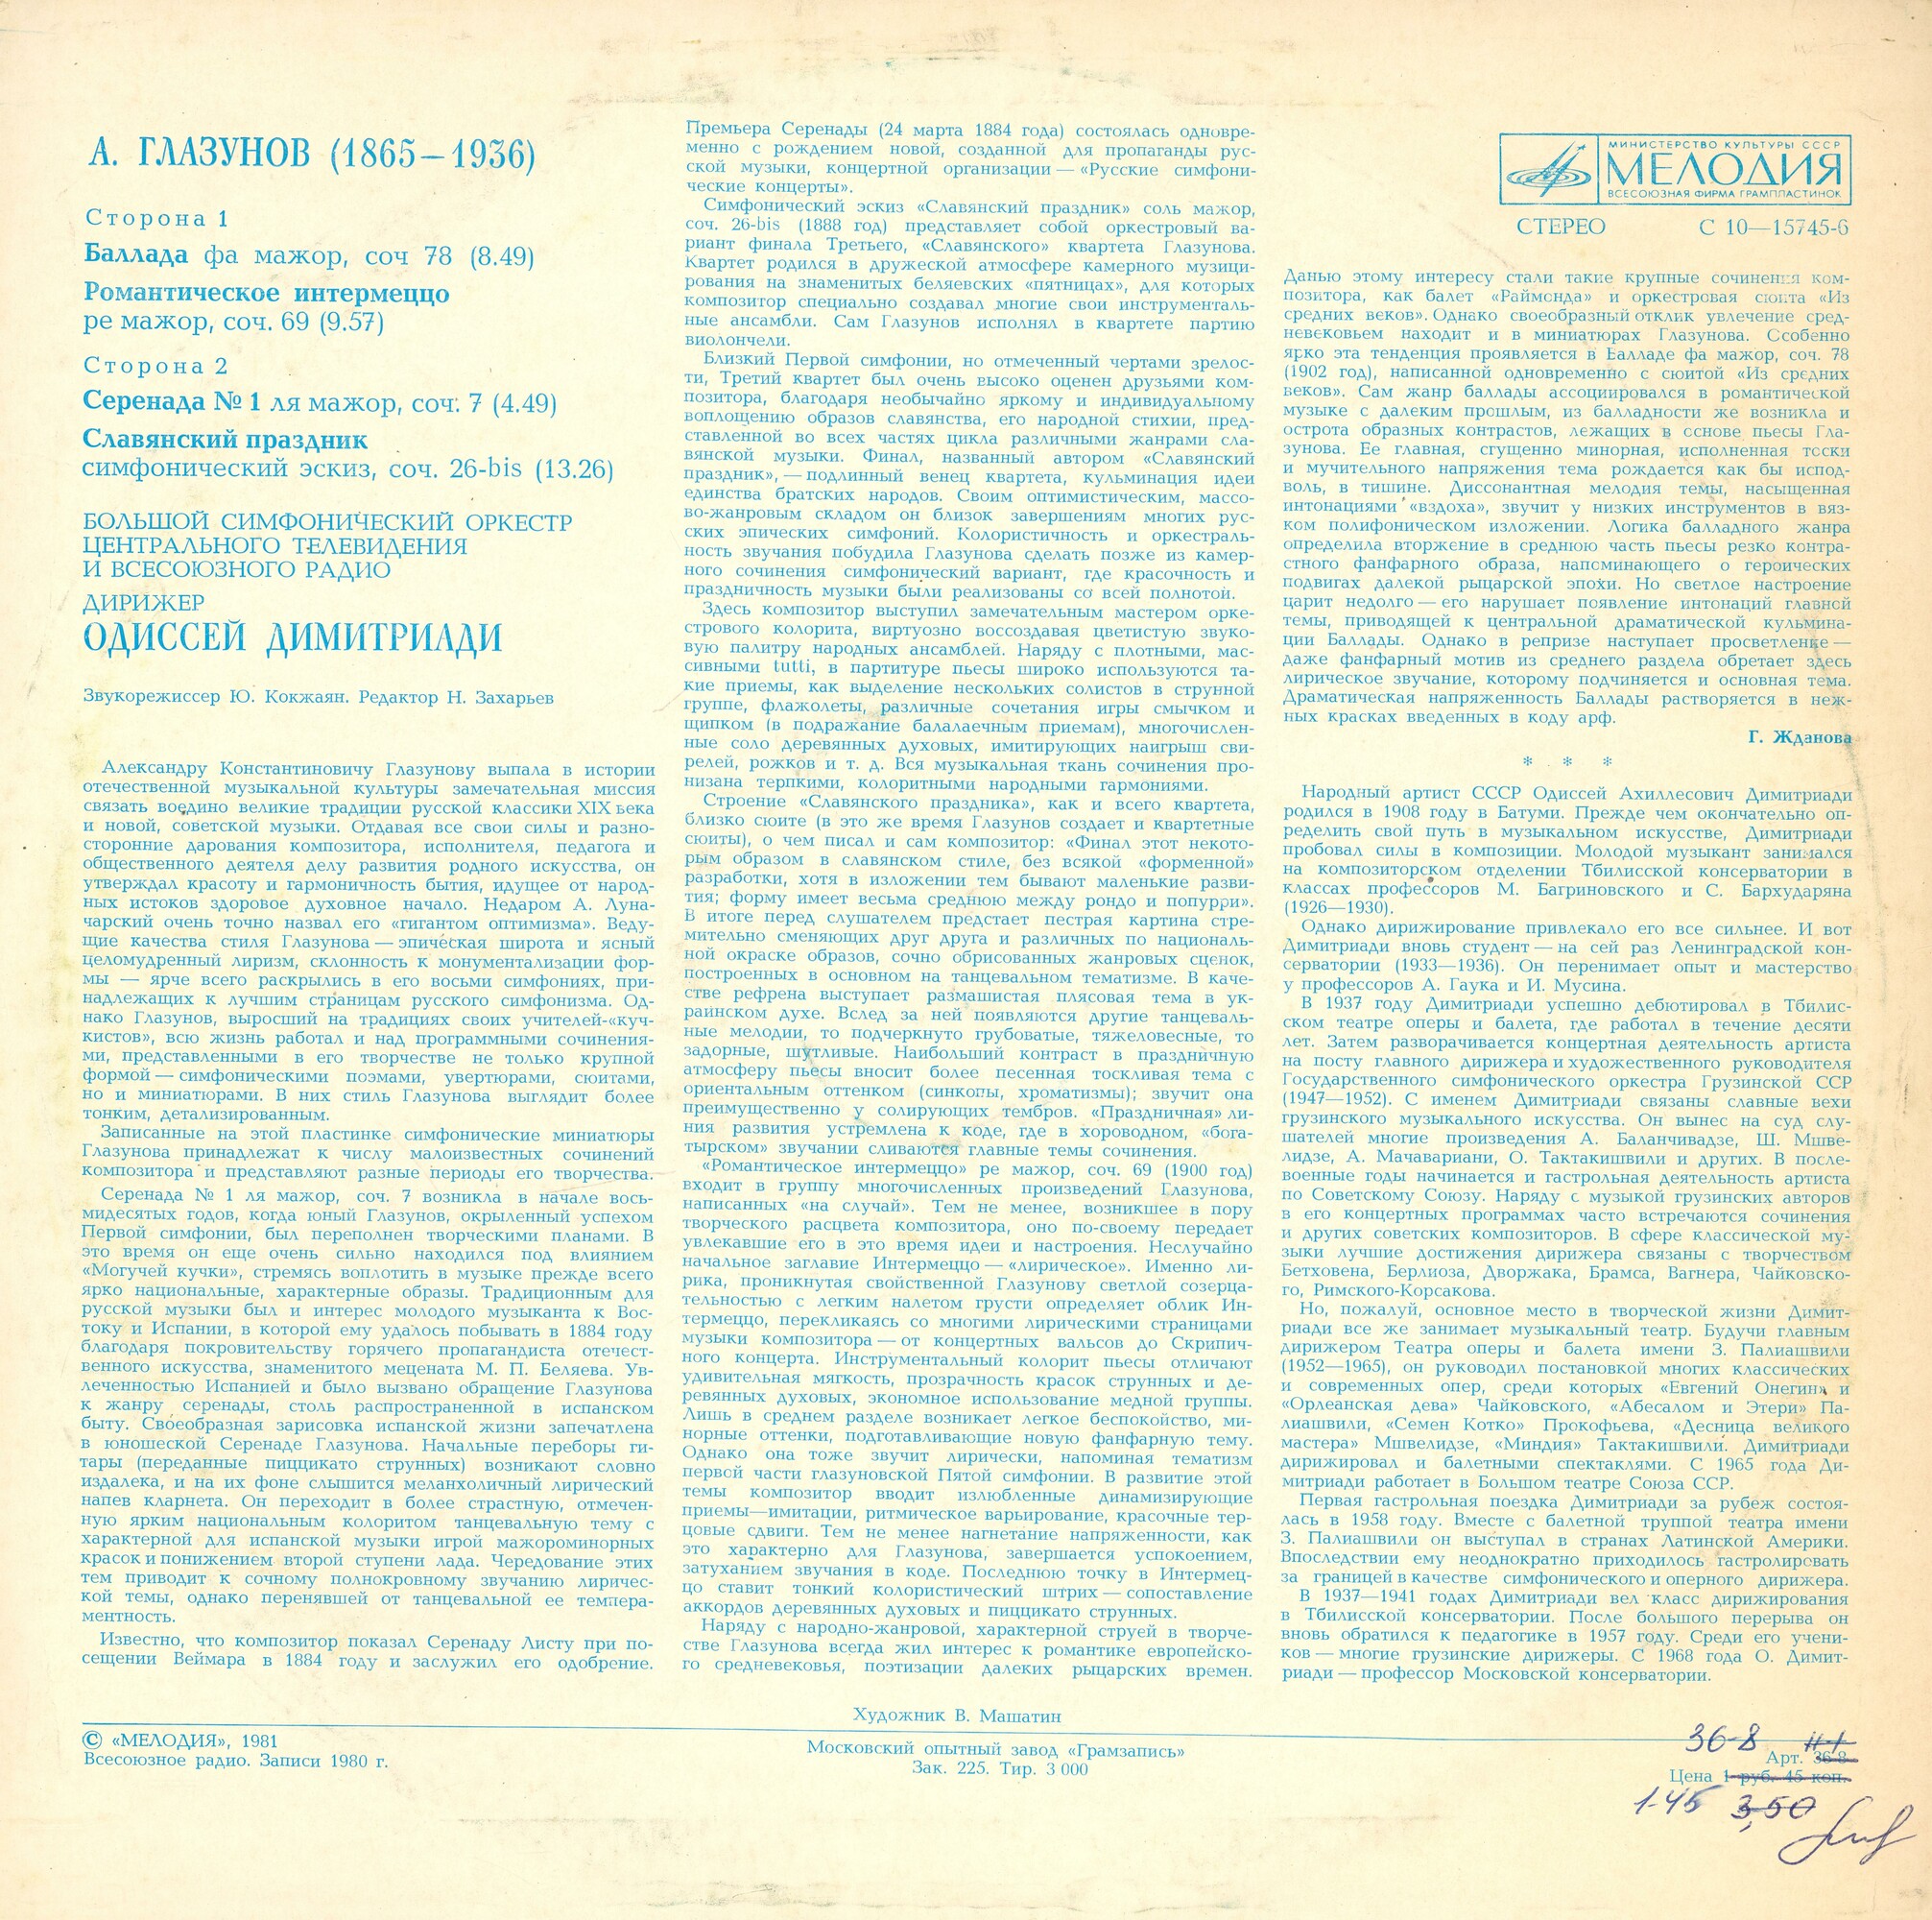 А. ГЛАЗУНОВ (1865–1936)
Сторона 1
Баллада фа мажор, соч 78 (8.49)
Романтическое интермеццо
ре мажор, соч. 69 (9.57)
Сторона 2
Серенада № 1 ля мажор, соч. 7 (4.49)
Славянский праздник
симфонический эскиз, соч. 26-bis (13.26)
БОЛЬШОЙ СИМФОНИЧЕСКИЙ ОРКЕСТР
ЦЕНТРАЛЬНОГО ТЕЛЕВИДЕНИЯ
И ВСЕСОЮЗНОГО РАДИО
ДИРИЖЕР
ОДИССЕЙ ДИМИТРИАДИ
Звукорежиссер Ю. Кокжаян. Редактор Н. Захарьев
Александру Константиновичу Глазунову выпала в истории
отечественной музыкальной культуры замечательная миссия
связать воедино великие традиции русской классики XIX века
и новой, советской музыки. Отдавая все свои силы и разно-
сторонние дарования композитора, исполнителя, педагога и
общественного деятеля делу развития родного искусства, он
утверждал красоту и гармоничность бытия, идущее от народ-
ных истоков здоровое духовное начало. Недаром А. Луна-
чарский очень точно назвал его «гигантом оптимизма». Веду-
щие качества стиля Глазунова — эпическая широта и ясный
целомудренный лиризм, склонность к монументализации фор-
мы — ярче всего раскрылись в его восьми симфониях, при-
надлежащих к лучшим страницам русского симфонизма. Од-
нако Глазунов, выросший на традициях своих учителей-«куч-
кистов», всю жизнь работал и над программными сочинения-
ми, представленными в его творчестве не только крупной
формой — симфоническими поэмами, увертюрами, сюитами,
но и миниатюрами. В них стиль Глазунова выглядит более
тонким, детализированным.
Записанные на этой пластинке симфонические миниатюры
Глазунова принадлежат к числу малоизвестных сочинений
композитора и представляют разные периоды его творчества.
Серенада № 1 ля мажор, соч. 7 возникла в начале вось-
мидесятых годов, когда юный Глазунов, окрыленный успехом
Первой симфонии, был переполнен творческими планами. В
это время он еще очень сильно находился под влиянием
«Могучей кучки», стремясь воплотить в музыке прежде всего
ярко национальные, характерные образы. Традиционным для
русской музыки был и интерес молодого музыканта к Вос-
току и Испании, в которой ему удалось побывать в 1884 году
благодаря покровительству горячего пропагандиста отечест-
венного искусства, знаменитого мецената М. П. Беляева. Ув-
леченностью Испанией и было вызвано обращение Глазунова
к жанру серенады, столь распространенной в испанском
быту. Своеобразная зарисовка испанской жизни запечатлена
в юношеской Серенаде Глазунова. Начальные переборы ги-
тары (переданные пиццикато струнных) возникают словно
издалека, и на их фоне слышится меланхоличный лирический
напев кларнета. Он переходит в более страстную, отмечен-
ную ярким национальным колоритом танцевальную тему с
характерной для испанской музыки игрой мажороминорных
красок и понижением второй ступени лада. Чередование этих
тем приводит к сочному полнокровному звучанию лиричес-
кой темы, однако перенявшей от танцевальной ее темпера-
ментность.
Известно, что композитор показал Серенаду Листу при по-
сещении Веймара в 1884 году и заслужил его одобрение.
Премьера Серенады (24 марта 1884 года) состоялась одновре-
менно с рождением новой, созданной для пропаганды рус-
ской музыки, концертной организации — «Русские симфони-
ческие концерты».
Симфонический эскиз «Славянский праздник» соль мажор,
соч. 26-bis (1888 год) представляет собой оркестровый ва-
риант финала Третьего, «Славянского» квартета Глазунова.
Квартет родился в дружеской атмосфере камерного музици-
рования на знаменитых беляевских «пятницах», для которых
композитор специально создавал многие свои инструменталь-
ные ансамбли. Сам Глазунов исполнял в квартете партию
виолончели.
Близкий Первой симфонии, но отмеченный чертами зрелос-
ти, Третий квартет был очень высоко оценен друзьями ком-
позитора, благодаря необычайно яркому и индивидуальному
воплощению образов славянства, его народной стихии, пред-
ставленной во всех частях цикла различными жанрами сла-
вянской музыки. Финал, названный автором «Славянский
праздник», — подлинный венец квартета, кульминация идеи
единства братских народов. Своим оптимистическим, массо-
во-жанровым складом он близок завершениям многих рус-
ских эпических симфоний. Колористичность и оркестраль-
ность звучания побудила Глазунова сделать позже из камер-
ного сочинения симфонический вариант, где красочность и
праздничность музыки были реализованы со всей полнотой.
Здесь композитор выступил замечательным мастером орке-
стрового колорита, виртуозно воссоздавая цветистую звуко-
вую палитру народных ансамблей. Наряду с плотными, мас-
сивными tutti, в партитуре пьесы широко используются та-
кие приемы, как выделение нескольких солистов в струнной
группе, флажолеты, различные сочетания игры смычком и
щипком (в подражание балалаечным приемам), многочислен-
ные соло деревянных духовых, имитирующих наигрыш сви-
релей, рожков и т. д. Вся музыкальная ткань сочинения про-
низана терпкими, колоритными народными гармониями.
Строение «Славянского праздника», как и всего квартета,
близко сюите (в это же время Глазунов создает и квартетные
сюиты), о чем писал и сам композитор: «Финал этот некото-
рым образом в славянском стиле, без всякой «форменной»
разработки, хотя в изложении тем бывают маленькие разви-
тия; форму имеет весьма среднюю между рондо и попурри».
В итоге перед слушателем предстает пестрая картина стре-
мительно сменяющих друг друга и различных по националь-
ной окраске образов, сочно обрисованных жанровых сценок,
построенных в основном на танцевальном тематизме. В каче-
стве рефрена выступает размашистая плясовая тема в ук-
раинском духе. Вслед за ней появляются другие танцеваль-
ные мелодии, то подчеркнуто грубоватые, тяжеловесные, то
задорные, шутливые. Наибольший контраст в праздничную
атмосферу пьесы вносит более песенная тоскливая тема с
ориентальным оттенком (синкопы, хроматизмы); звучит она
преимущественно у солирующих тембров. «Праздничная» ли-
ния развития устремлена к коде, где в хороводном, «бога-
тырском» звучании сливаются главные темы сочинения.
«Романтическое интермеццо» ре мажор, соч. 69 (1900 год)
входит в группу многочисленных произведений Глазунова,
написанных «на случай». Тем не менее, возникшее в пору
творческого расцвета композитора, оно по-своему передает
увлекавшие его в это время идеи и настроения. Неслучайно
начальное заглавие Интермеццо — «лирическое». Именно ли-
рика, проникнутая свойственной Глазунову светлой созерца-
тельностью с легким налетом грусти определяет облик Ин-
термеццо, перекликаясь со многими лирическими страницами
музыки композитора — от концертных вальсов до Скрипич-
ного концерта. Инструментальный колорит пьесы отличают
удивительная мягкость, прозрачность красок струнных и де-
ревянных духовых, экономное использование медной группы.
Лишь в среднем разделе возникает легкое беспокойство, ми-
норные оттенки, подготавливающие новую фанфарную тему.
Однако она тоже звучит лирически, напоминая тематизм
первой части глазуновской Пятой симфонии. В развитие этой
темы композитор вводит излюбленные динамизирующие
приемы—имитации, ритмическое варьирование, красочные тер-
цовые сдвиги. Тем не менее нагнетание напряженности, как
это характерно для Глазунова, завершается успокоением,
затуханием звучания в коде. Последнюю точку в Интермец-
цо ставит тонкий колористический штрих — сопоставление
аккордов деревянных духовых и пиццикато струнных.
Наряду с народно-жанровой, характерной струей в творче-
стве Глазунова всегда жил интерес к романтике европейско-
го средневековья, поэтизации далеких рыцарских времен.
МИНИСТЕРСТВО КУЛЬТУРЫ СССР
МЕЛОДИЯ
ВСЕСОЮЗНАЯ ФИРМА ГРАМПЛАСТИНОК
СТЕРЕО С 10—15745-6
Данью этому интересу стали такие крупные сочинения ком-
позитора, как балет «Раймонда» и оркестровая сюита «Из
средних веков». Однако своеобразный отклик увлечение сред-
невековьем находит и в миниатюрах Глазунова. Особенно
ярко эта тенденция проявляется в Балладе фа мажор, соч. 78
(1902 год), написанной одновременно с сюитой «Из средних
веков». Сам жанр баллады ассоциировался в романтической
музыке с далеким прошлым, из балладности же возникла и
острота образных контрастов, лежащих в основе пьесы Гла-
зунова. Ее главная, сгущенно минорная, исполненная тоски
и мучительного напряжения тема рождается как бы испод-
воль, в тишине. Диссонантная мелодия темы, насыщенная
интонациями «вздоха», звучит у низких инструментов в вяз-
ком полифоническом изложении. Логика балладного жанра
определила вторжение в среднюю часть пьесы резко контра-
стного фанфарного образа, напоминающего о героических
подвигах далекой рыцарской эпохи. Но светлое настроение
царит недолго — его нарушает появление интонаций главной
темы, приводящей к центральной драматической кульмина-
ции Баллады. Однако в репризе наступает просветление —
даже фанфарный мотив из среднего раздела обретает здесь
лирическое звучание, которому подчиняется и основная тема.
Драматическая напряженность Баллады растворяется в неж-
ных красках введенных в коду арф.
Г. Жданова
* * *
Народный артист СССР Одиссей Ахиллесович Димитриади
родился в 1908 году в Батуми. Прежде чем окончательно оп-
ределить свой путь в музыкальном искусстве, Димитриади
пробовал силы в композиции. Молодой музыкант занимался
на композиторском отделении Тбилисской консерватории в
классах профессоров М. Багриновского и С. Бархударяна
(1926—1930).
Однако дирижирование привлекало его все сильнее. И вот
Димитриади вновь студент — на сей раз Ленинградской кон-
серватории (1933—1936). Он перенимает опыт и мастерство
у профессоров А. Гаука и И. Мусина.
В 1937 году Димитриади успешно дебютировал в Тбилис-
ском театре оперы и балета, где работал в течение десяти
лет. Затем разворачивается концертная деятельность артиста
на посту главного дирижера и художественного руководителя
Государственного симфонического оркестра Грузинской ССР
(1947—1952). С именем Димитриади связаны славные вехи
грузинского музыкального искусства. Он вынес на суд слу-
шателей многие произведения А. Баланчивадзе, Ш. Мшве-
лидзе, А. Мачавариани, О. Тактакишвили и других. В после-
военные годы начинается и гастрольная деятельность артиста
по Советскому Союзу. Наряду с музыкой грузинских авторов
в его концертных программах часто встречаются сочинения
и других советских композиторов. В сфере классической му-
зыки лучшие достижения дирижера связаны с творчеством
Бетховена, Берлиоза, Дворжака, Брамса, Вагнера, Чайковско-
го, Римского-Корсакова.
Но, пожалуй, основное место в творческой жизни Димит-
риади все же занимает музыкальный театр. Будучи главным
дирижером Театра оперы и балета имени З. Палиашвили
(1952—1965), он руководил постановкой многих классических
и современных опер, среди которых «Евгений Онегин» и
«Орлеанская дева» Чайковского, «Абесалом и Этери» Па-
лиашвили, «Семен Котко» Прокофьева, «Десница великого
мастера» Мшвелидзе, «Миндия» Тактакишвили. Димитриади
дирижировал и балетными спектаклями. С 1965 года Ди-
митриади работает в Большом театре Союза ССР.
Первая гастрольная поездка Димитриади за рубеж состоя-
лась в 1958 году. Вместе с балетной труппой театра имени
З. Палиашвили он выступал в странах Латинской Америки.
Впоследствии ему неоднократно приходилось гастролировать
за границей в качестве симфонического и оперного дирижера.
В 1937—1941 годах Димитриади вел класс дирижирования
в Тбилисской консерватории. После большого перерыва он
вновь обратился к педагогике в 1957 году. Среди его учени-
ков — многие грузинские дирижеры. С 1968 года О. Димит-
риади — профессор Московской консерватории.
Художник В. Машатин
© «МЕЛОДИЯ», 1981
Всесоюзное радио. Записи 1980 г.
Московский опытный завод «Грамзапись»
Зак. 225. Тир. 3 000
36-8
Арт. 36-8
Цена 1 руб. 45 коп.
1-45 3,50